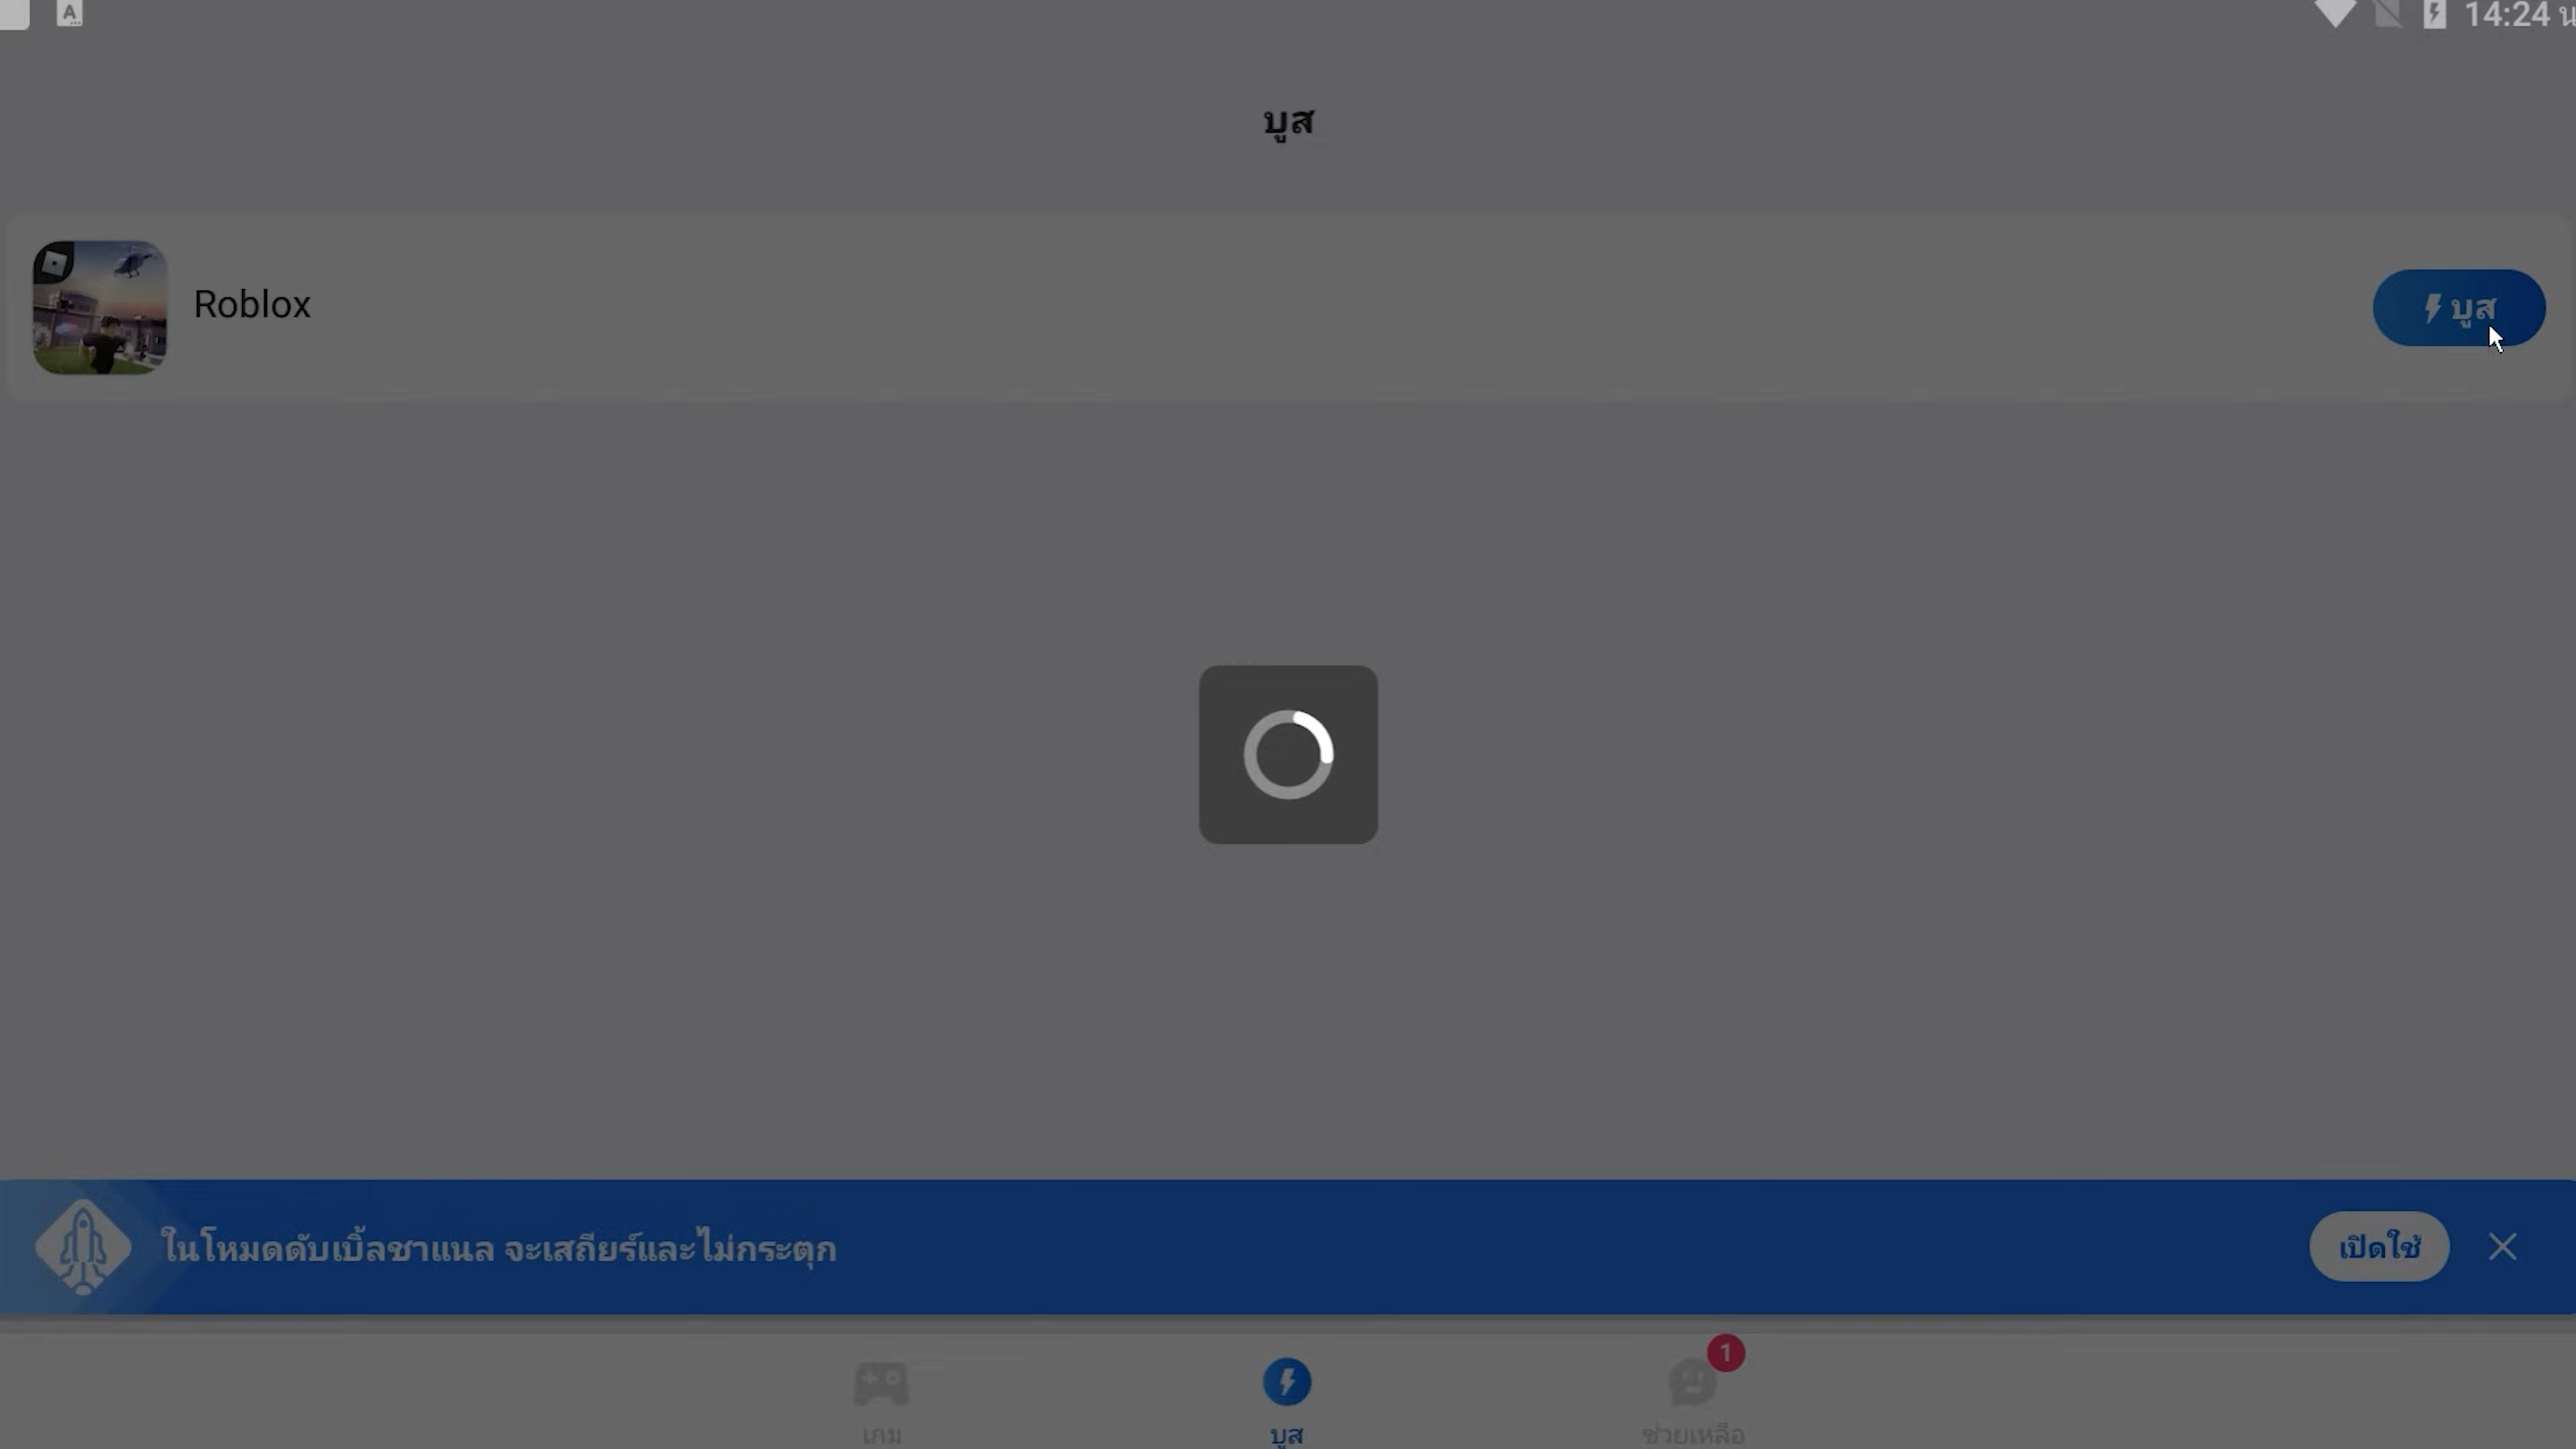 A
14:24 น
บูส
Roblox
บูส
ในโหมดดับเบิ้ลชาแนล จะเสถียร์และไม่กระตุก
เปิดใช้
1
เกม
บูส
ช่วยเหลือ